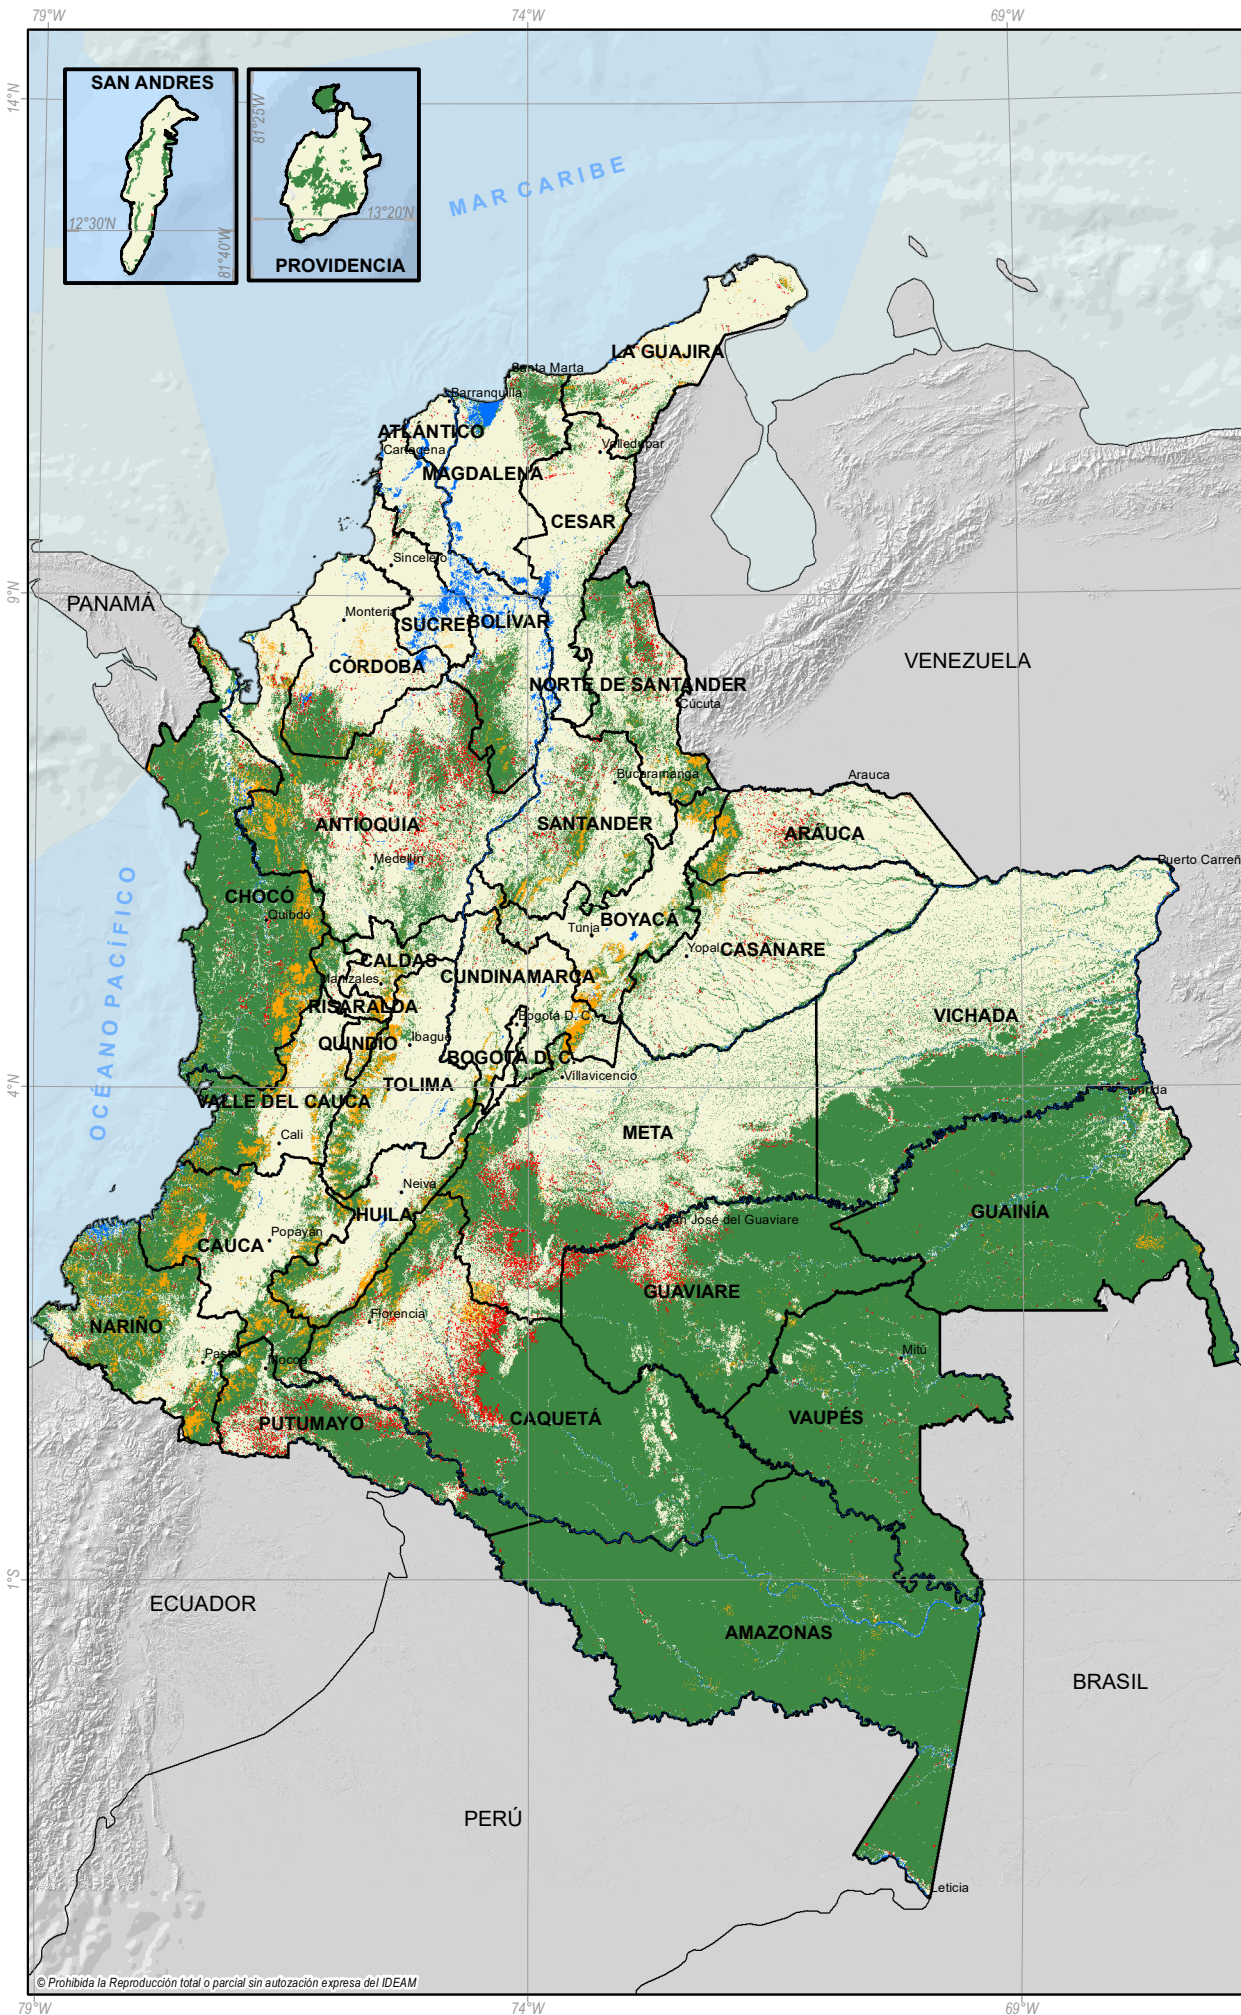 79°W 74°W 69°W
14°N
SAN ANDRES
12°30'N
81°40'W
81°25'W
13°20'N
PROVIDENCIA
MAR CARIBE
LA GUAJIRA
Santa Marta
Barranquilla
ATLÁNTICO
Cartagena
MAGDALENA
Valledupar
CESAR
Sincelejo
9°N
PANAMÁ
Montería
SUCRE
BOLÍVAR
VENEZUELA
CÓRDOBA
NORTE DE SANTANDER
Cúcuta
Bucaramanga
Arauca
ANTIOQUIA
SANTANDER
ARAUCA
Medellín
Puerto Carreñ
OCÉANO PACÍFICO
CHOCÓ
Quibdó
BOYACÁ
Tunja
Yopal
CASANARE
CALDAS
Manizales
CUNDINAMARCA
RISARALDA
Bogotá D. C.
VICHADA
QUINDÍO
Ibagué
BOGOTÁ D. C.
TOLIMA
Villavicencio
4°N
Inírida
VALLE DEL CAUCA
Cali
META
Neiva
HUILA
San José del Guaviare
GUAINÍA
Popayán
CAUCA
GUAVIARE
Florencia
NARIÑO
Pasto
Mocoa
Mitú
PUTUMAYO
CAQUETÁ
VAUPÉS
1°S
ECUADOR
AMAZONAS
BRASIL
PERÚ
Leticia
© Prohibida la Reproducción total o parcial sin autozación expresa del IDEAM
79°W 74°W 69°W